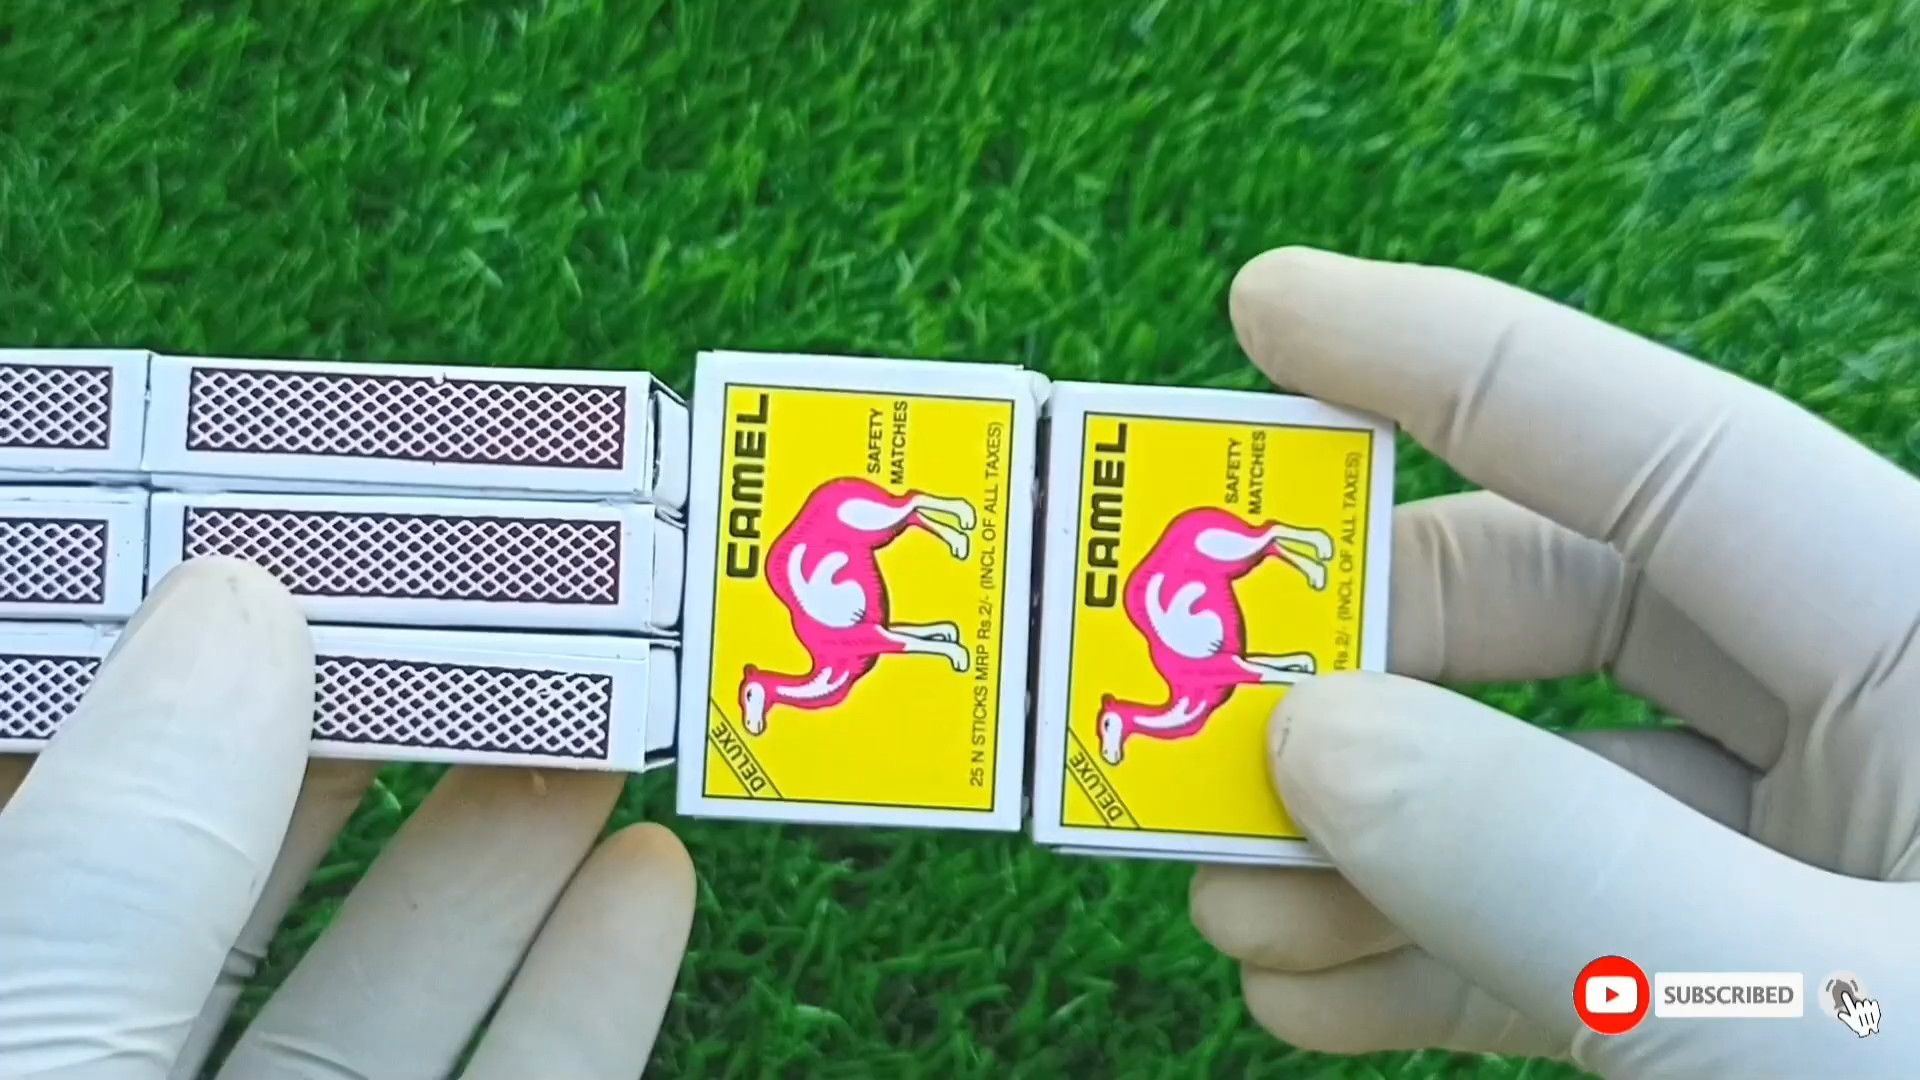 CAMEL
SAFETY
MATCHES
25 N STICKS MRP Rs.2/- (INCL OF ALL TAXES)
DELUXE
CAMEL
SAFETY
MATCHES
Rs.2/- (INCL OF ALL TAXES)
DELUXE
SUBSCRIBED